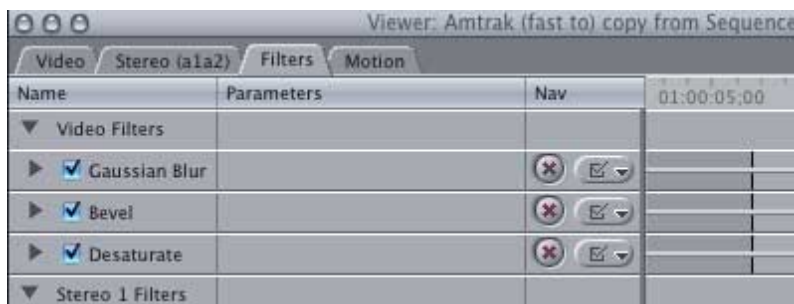 Viewer: Amtrak (fast to) copy from Sequence
Video Stereo (a1a2) Filters Motion
Name Parameters Nav 01:00:05;00
Video Filters
Gaussian Blur
Bevel
Desaturate
Stereo 1 Filters